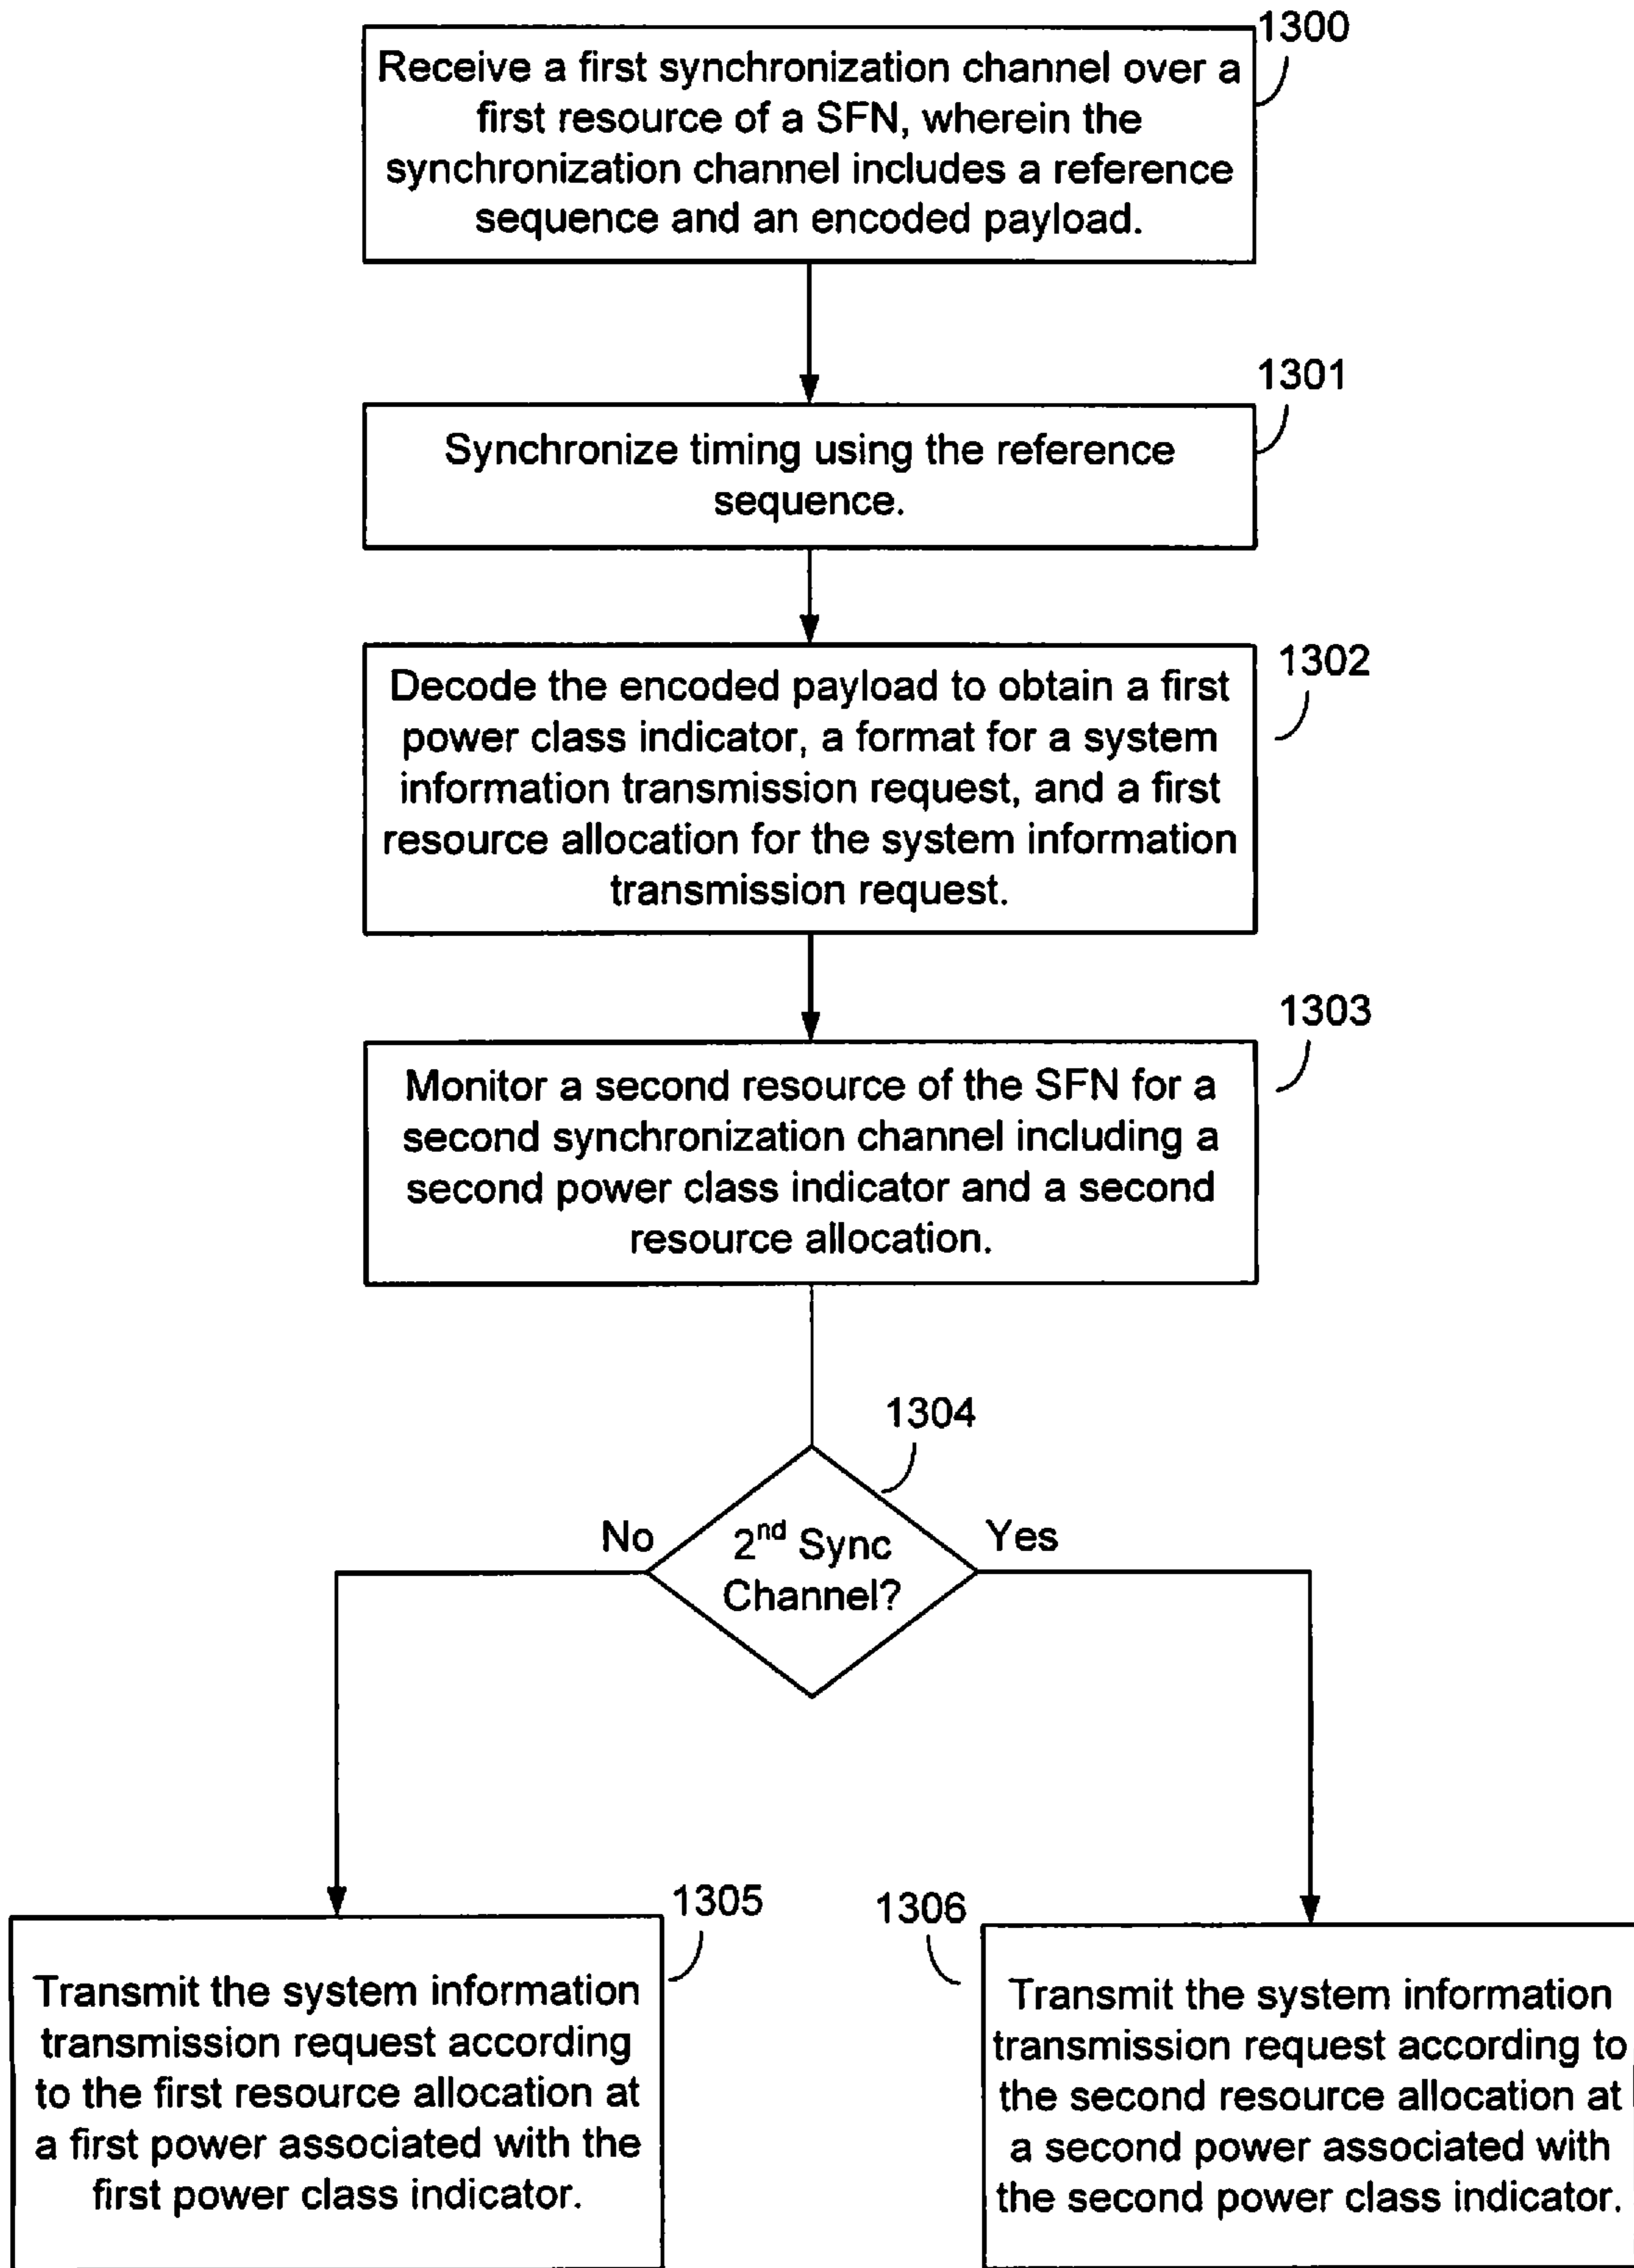 1300
Receive a first synchronization channel over a
first resource of a SFN, wherein the
synchronization channel includes a reference
sequence and an encoded payload.
1301
Synchronize timing using the reference
sequence.
1302
Decode the encoded payload to obtain a first
power class indicator, a format for a system
information transmission request, and a first
resource allocation for the system information
transmission request.
1303
Monitor a second resource of the SFN for a
second synchronization channel including a
second power class indicator and a second
resource allocation.
1304
No
2nd Sync
Channel?
Yes
1305
Transmit the system information
transmission request according
to the first resource allocation at
a first power associated with the
first power class indicator.
1306
Transmit the system information
transmission request according to
the second resource allocation at
a second power associated with
the second power class indicator.